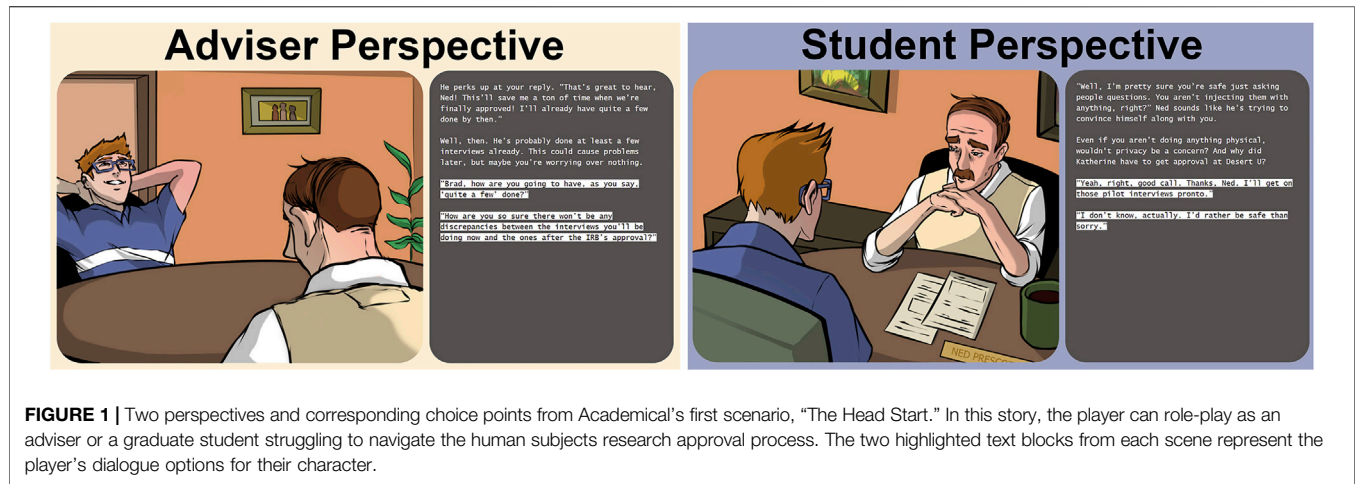 Adviser Perspective
He perks up at your reply. "That's great to hear,
Ned! This'll save me a ton of time when we're
finally approved! I'll already have quite a few
done by then."
Well, then. He's probably done at least a few
interviews already. This could cause problems
later, but maybe you're worrying over nothing.
"Brad, how are you going to have, as you say,
'quite a few' done?"
"How are you so sure there won't be any
discrepancies between the interviews you'll be
doing now and the ones after the IRB's approval?"
Student Perspective
"Well, I'm pretty sure you're safe just asking
people questions. You aren't injecting them with
anything, right?" Ned sounds like he's trying to
convince himself along with you.
Even if you aren't doing anything physical,
wouldn't privacy be a concern? And why did
Katherine have to get approval at Desert U?
"Yeah, right, good call. Thanks, Ned. I'll get on
those pilot interviews pronto."
"I don't know, actually. I'd rather be safe than
sorry."
NED PRESCO
FIGURE 1 | Two perspectives and corresponding choice points from Academical's first scenario, “The Head Start.” In this story, the player can role-play as an
adviser or a graduate student struggling to navigate the human subjects research approval process. The two highlighted text blocks from each scene represent the
player's dialogue options for their character.